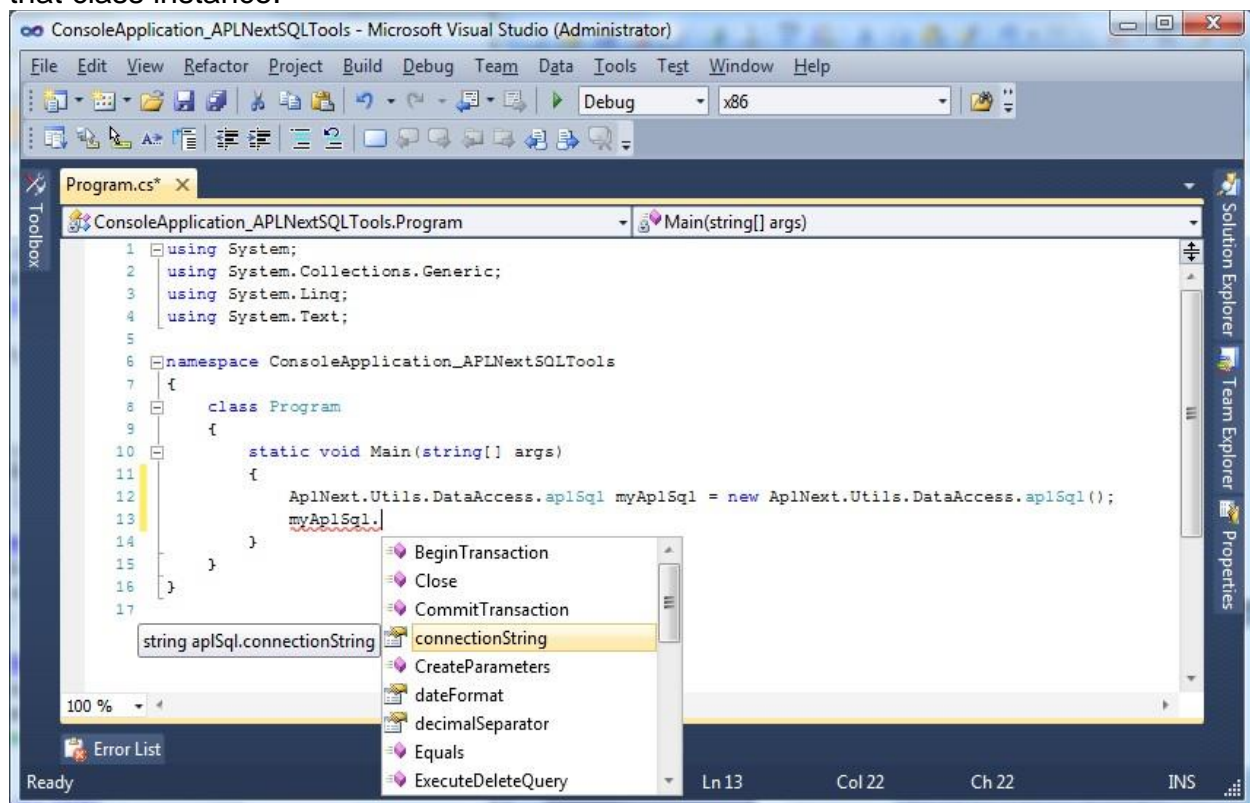 that class instance.
ConsoleApplication_APLNextSQLTools - Microsoft Visual Studio (Administrator)
File Edit View Refactor Project Build Debug Team Data Tools Test Window Help
Debug x86
Program.cs* X
ConsoleApplication_APLNextSQLTools.Program Main(string[] args)
1 using System;
2 using System.Collections.Generic;
3 using System.Linq;
4 using System.Text;
5
6 namespace ConsoleApplication_APLNextSQLTools
7 {
8 class Program
9 {
10 static void Main(string[] args)
11 {
12 AplNext.Utils.DataAccess.aplSql myAplSql = new AplNext.Utils.DataAccess.aplSql();
13 myAplSql.
14 }
15 }
16 }
17
BeginTransaction
Close
CommitTransaction
string aplSql.connectionString connectionString
CreateParameters
dateFormat
decimalSeparator
Equals
ExecuteDeleteQuery
100 %
Error List
Ready Ln 13 Col 22 Ch 22 INS
Toolbox
Solution Explorer
Team Explorer
Properties